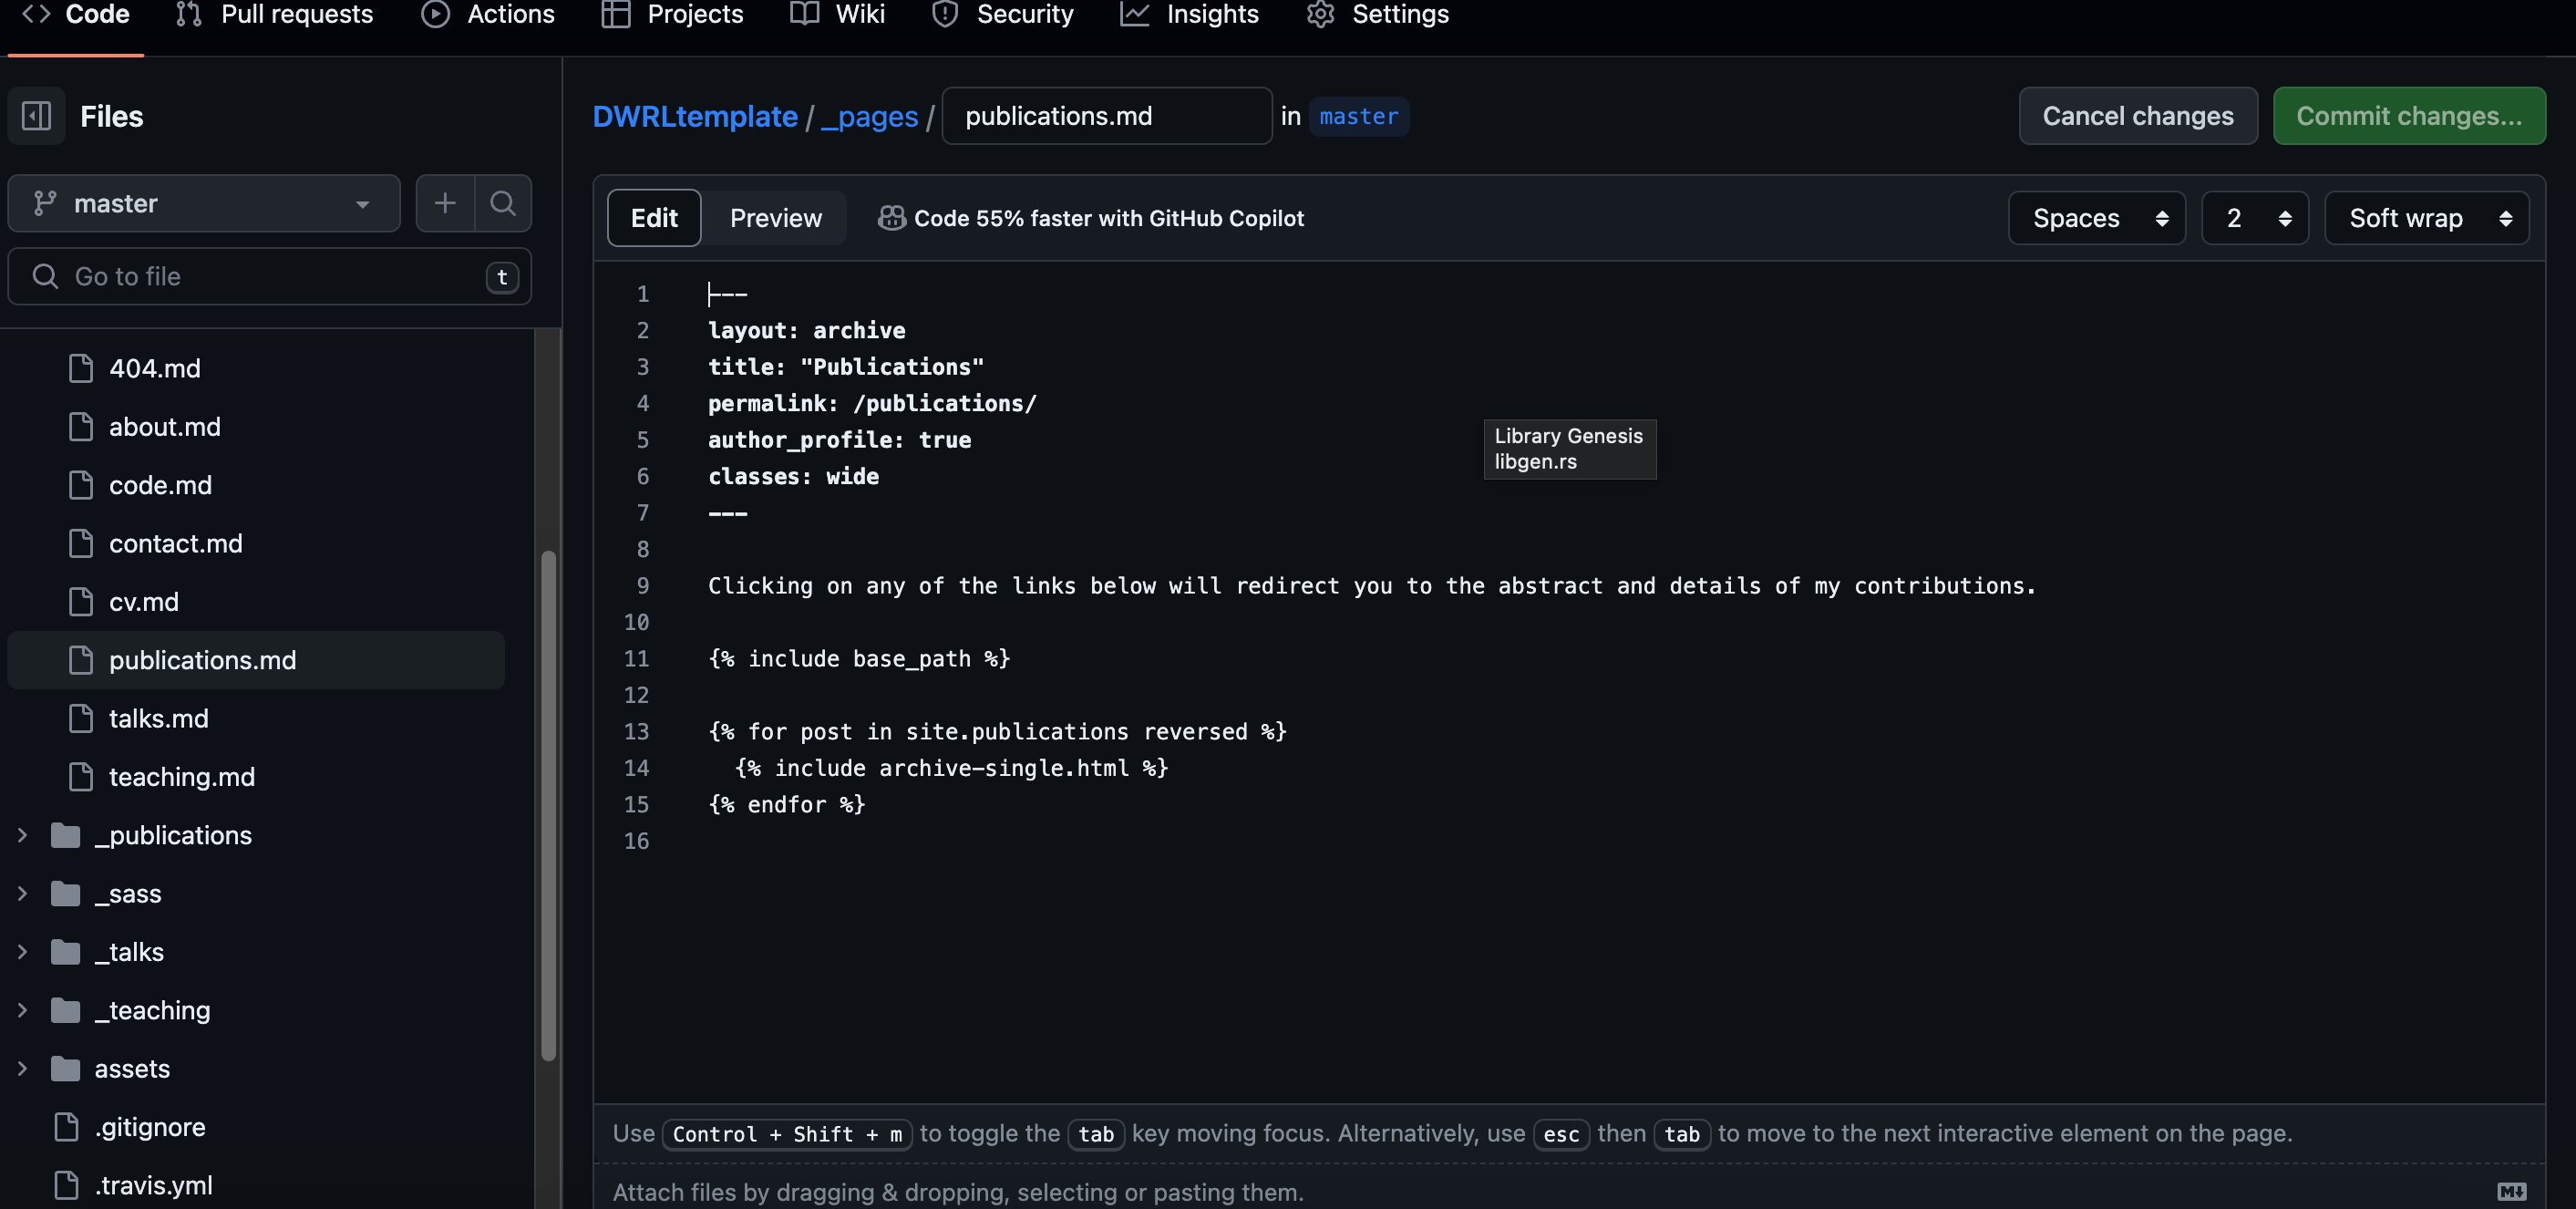 Code Pull requests Actions Projects Wiki Security Insights Settings
Files
master
Go to file t
404.md
about.md
code.md
contact.md
cv.md
publications.md
talks.md
teaching.md
_publications
_sass
_talks
_teaching
assets
.gitignore
.travis.yml
DWRLtemplate / _pages / publications.md in master
Cancel changes Commit changes...
Edit Preview Code 55% faster with GitHub Copilot Spaces 2 Soft wrap
1 ---
2 layout: archive
3 title: "Publications"
4 permalink: /publications/
5 author_profile: true
6 classes: wide
7 ---
8
9 Clicking on any of the links below will redirect you to the abstract and details of my contributions.
10
11 {% include base_path %}
12
13 {% for post in site.publications reversed %}
14   {% include archive-single.html %}
15 {% endfor %}
16
Library Genesis
libgen.rs
Use Control + Shift + m to toggle the tab key moving focus. Alternatively, use esc then tab to move to the next interactive element on the page.
Attach files by dragging & dropping, selecting or pasting them.